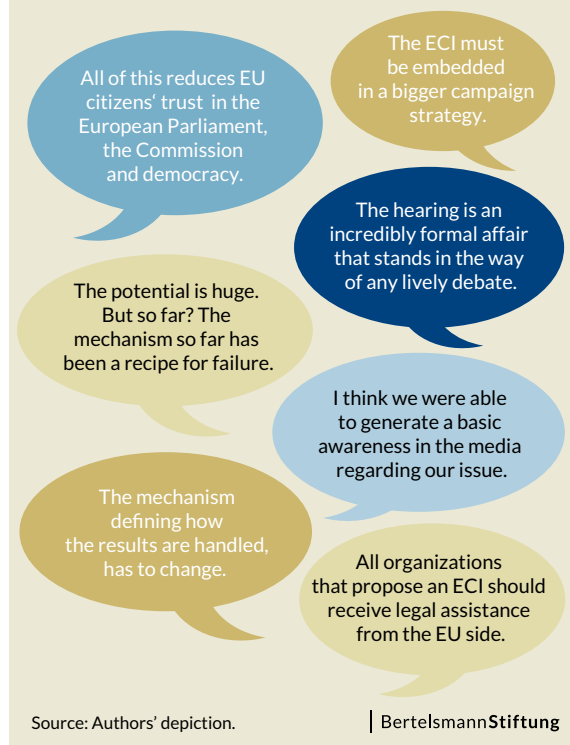 All of this reduces EU
citizens‘ trust in the
European Parliament,
the Commission
and democracy.
The ECI must
be embedded
in a bigger campaign
strategy.
The hearing is an
incredibly formal affair
that stands in the way
of any lively debate.
The potential is huge.
But so far? The
mechanism so far has
been a recipe for failure.
I think we were able
to generate a basic
awareness in the media
regarding our issue.
The mechanism
defining how
the results are handled,
has to change.
All organizations
that propose an ECI should
receive legal assistance
from the EU side.
Source: Authors’ depiction.
BertelsmannStiftung